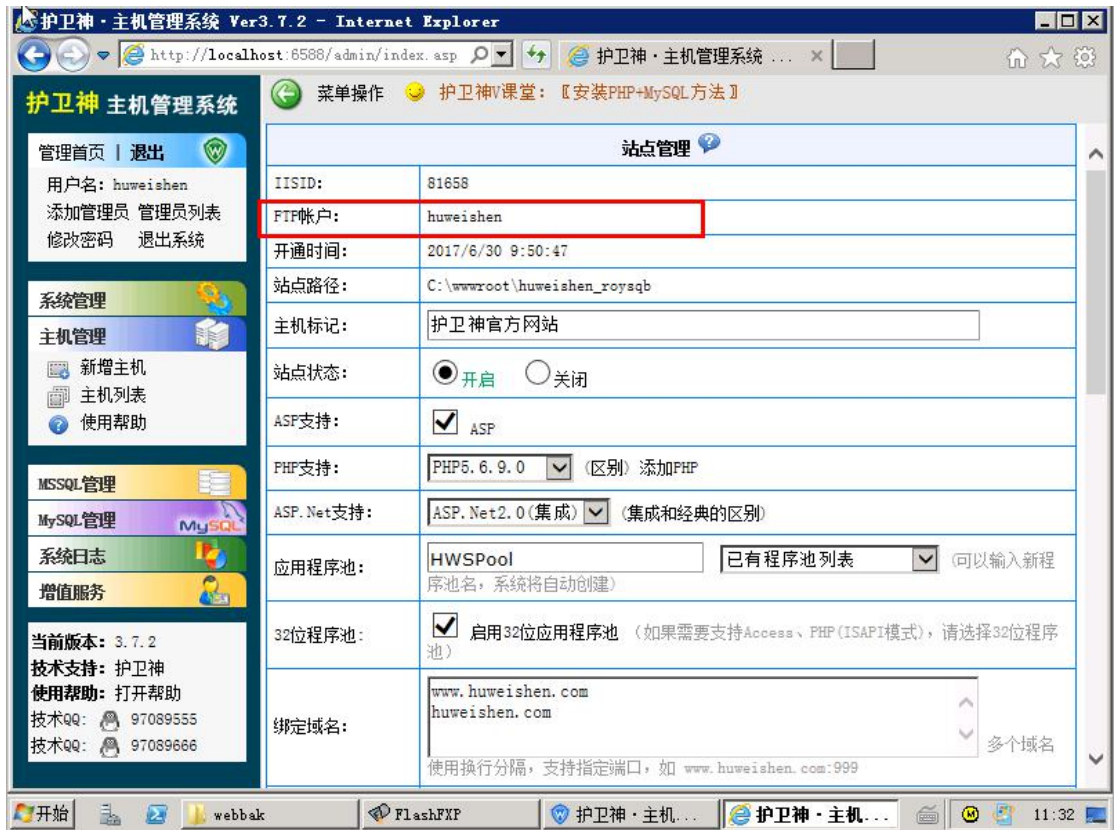 护卫神·主机管理系统 Ver3.7.2 - Internet Explorer
http://localhost:6588/admin/index.asp
护卫神·主机管理系统 ...
护卫神 主机管理系统
菜单操作 护卫神V课堂：〖安装PHP+MySQL方法〗
管理首页 | 退出
用户名: huweishen
添加管理员 管理员列表
修改密码 退出系统
系统管理
主机管理
新增主机
主机列表
使用帮助
MSSQL管理
MySQL管理
MySQL
系统日志
增值服务
当前版本: 3.7.2
技术支持: 护卫神
使用帮助: 打开帮助
技术QQ: 97089555
技术QQ: 97089666
站点管理
IISID: 81658
FTP帐户: huweishen
开通时间: 2017/6/30 9:50:47
站点路径: C:\wwwroot\huweishen_roysqb
主机标记: 护卫神官方网站
站点状态: 开启 关闭
ASP支持: ASP
PHP支持: PHP5.6.9.0 (区别) 添加PHP
ASP.Net支持: ASP.Net2.0(集成) (集成和经典的区别)
应用程序池: HWSPool 已有程序池列表 (可以输入新程
序池名，系统将自动创建)
32位程序池: 启用32位应用程序池 (如果需要支持Access、PHP(ISAPI模式)，请选择32位程序
池)
绑定域名: www.huweishen.com
huweishen.com
多个域名
使用换行分隔，支持指定端口，如 www.huweishen.com:999
开始 webbak FlashFXP 护卫神·主机... 护卫神·主机... 11:32